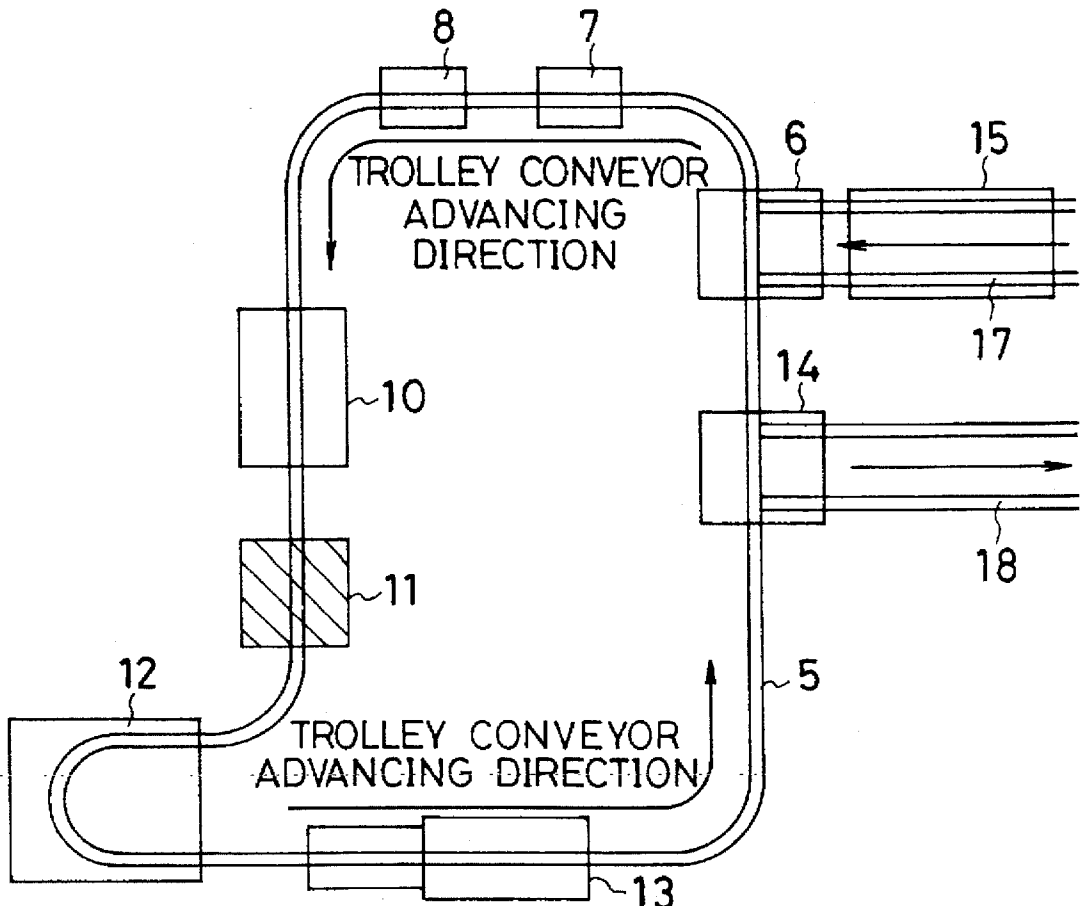 8
7
6
15
TROLLEY CONVEYOR
ADVANCING
DIRECTION
17
14
10
18
11
12
5
TROLLEY CONVEYOR
ADVANCING DIRECTION
13